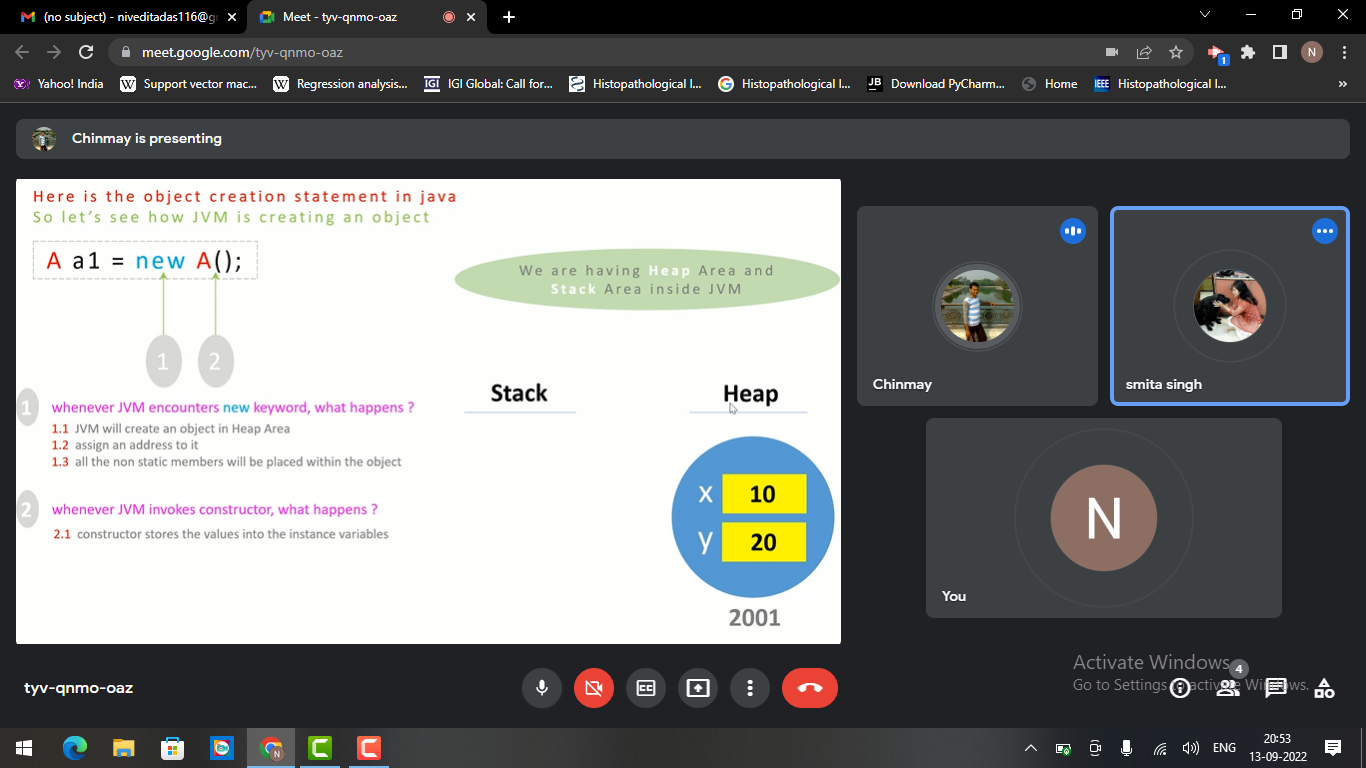 (no subject) - niveditadas116@g
Meet - tyv-qnmo-oaz
meet.google.com/tyv-qnmo-oaz
1
N
Yahoo! India
W
Support vector mac...
W
Regression analysis...
IGI
IGI Global: Call for...
Histopathological I...
G
Histopathological I...
JB
Download PyCharm...
Home
IEEE
Histopathological I...
»
Chinmay is presenting
Here is the object creation statement in java
So let's see how JVM is creating an object
A a1 = new A();
We are having Heap Area and
Stack Area inside JVM
1
2
1
whenever JVM encounters new keyword, what happens ?
1.1 JVM will create an object in Heap Area
1.2 assign an address to it
1.3 all the non static members will be placed within the object
2
whenever JVM invokes constructor, what happens ?
2.1 constructor stores the values into the instance variables
Stack
Heap
x 10
y 20
2001
Chinmay
smita singh
N
You
Activate Windows
Go to Settings to activate Windows.
4
tyv-qnmo-oaz
CC
N
C
C
ENG
20:53
13-09-2022